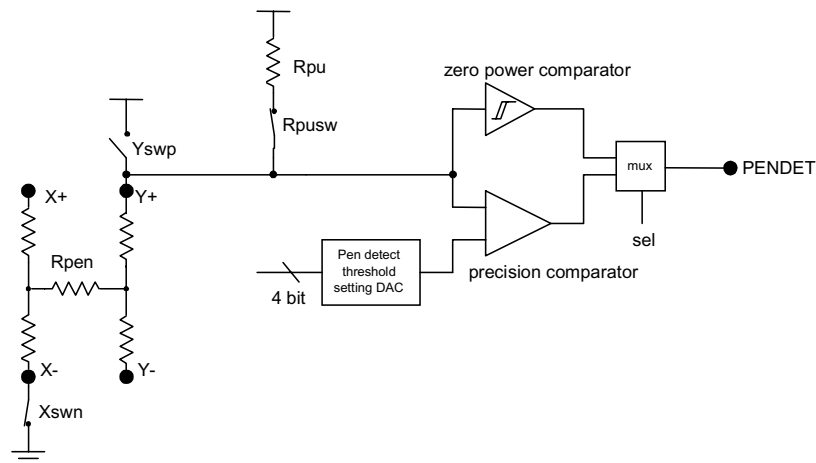 Rpu
zero power comparator
Rpusw
Yswp
mux
PENDET
X+
Y+
sel
Rpen
Pen detect
threshold
setting DAC
precision comparator
4 bit
X-
Y-
Xswn